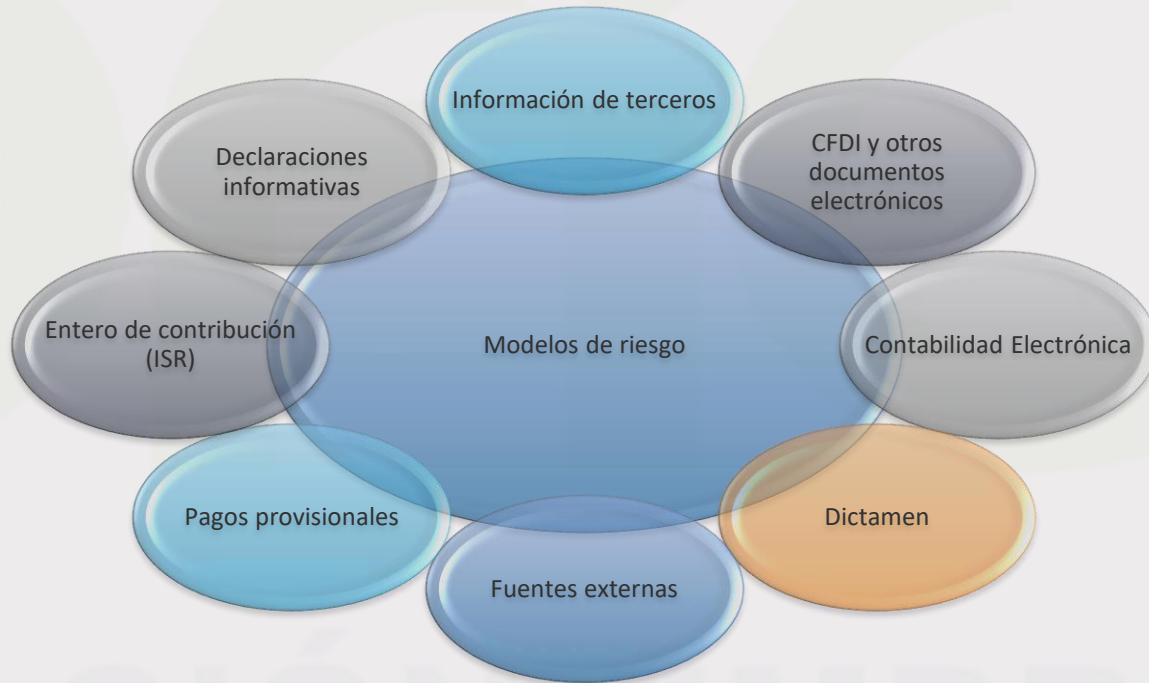 Información de terceros
CFDI y otros
documentos
electrónicos
Declaraciones
informativas
Entero de contribución
(ISR)
Modelos de riesgo
Contabilidad Electrónica
Pagos provisionales
Dictamen
Fuentes externas